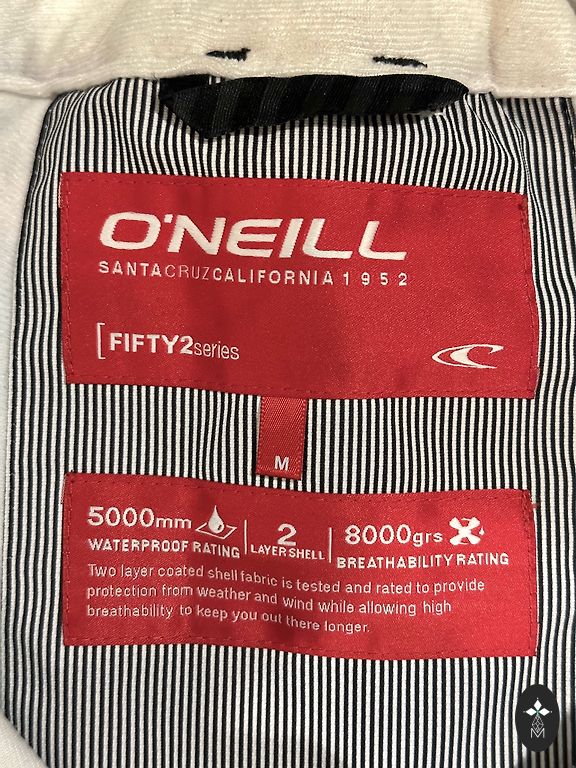 O'NEILL
SANTACRUZCALIFORNIA 1952
[FIFTY2series
M
5000mm
WATERPROOF RATING
2
LAYER SHELL
8000grs
BREATHABILITY RATING
Two layer coated shell fabric is tested and rated to provide
protection from weather and wind while allowing high
breathability to keep you out there longer.
M